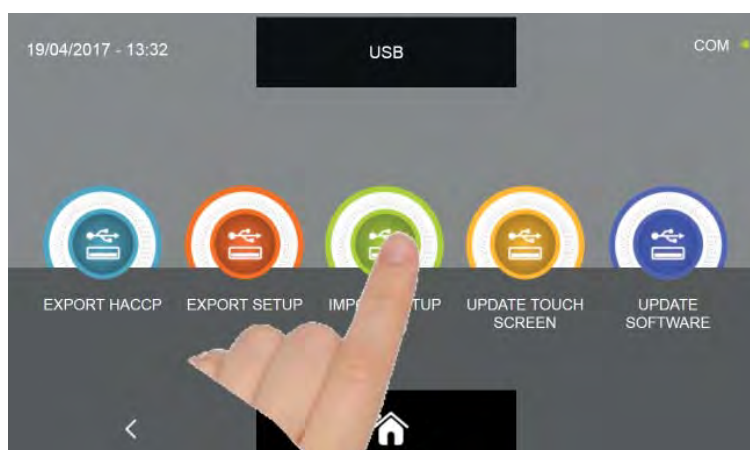 19/04/2017 - 13:32
USB
COM
EXPORT HACCP
EXPORT SETUP
UPDATE TOUCH
SCREEN
UPDATE
SOFTWARE